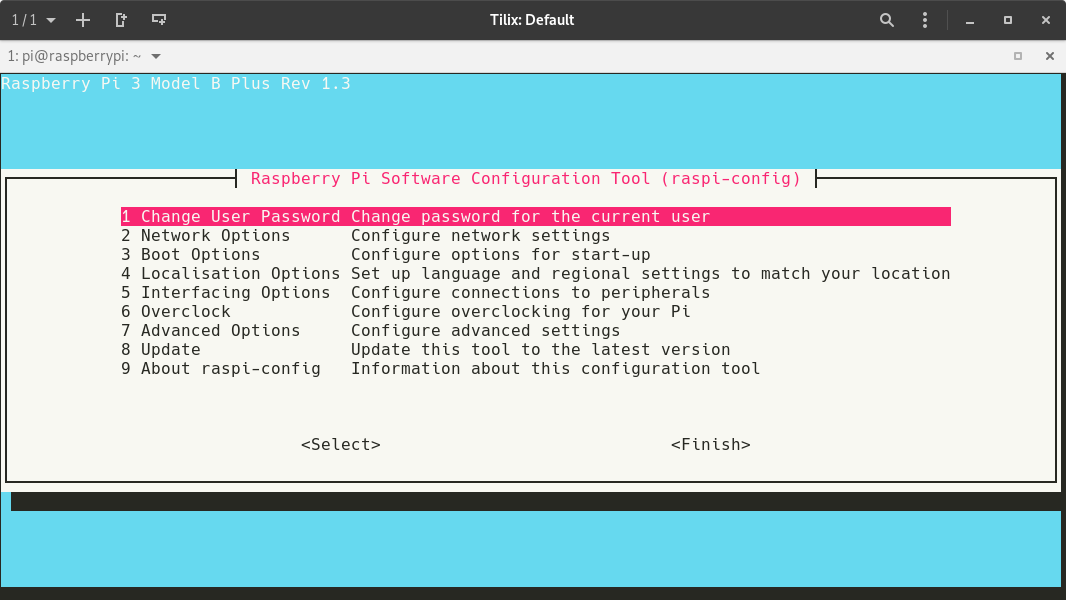 1 / 1
Tilix: Default
1: pi@raspberrypi: ~
Raspberry Pi 3 Model B Plus Rev 1.3
Raspberry Pi Software Configuration Tool (raspi-config)
1 Change User Password Change password for the current user
2 Network Options Configure network settings
3 Boot Options Configure options for start-up
4 Localisation Options Set up language and regional settings to match your location
5 Interfacing Options Configure connections to peripherals
6 Overclock Configure overclocking for your Pi
7 Advanced Options Configure advanced settings
8 Update Update this tool to the latest version
9 About raspi-config Information about this configuration tool
<Select> <Finish>